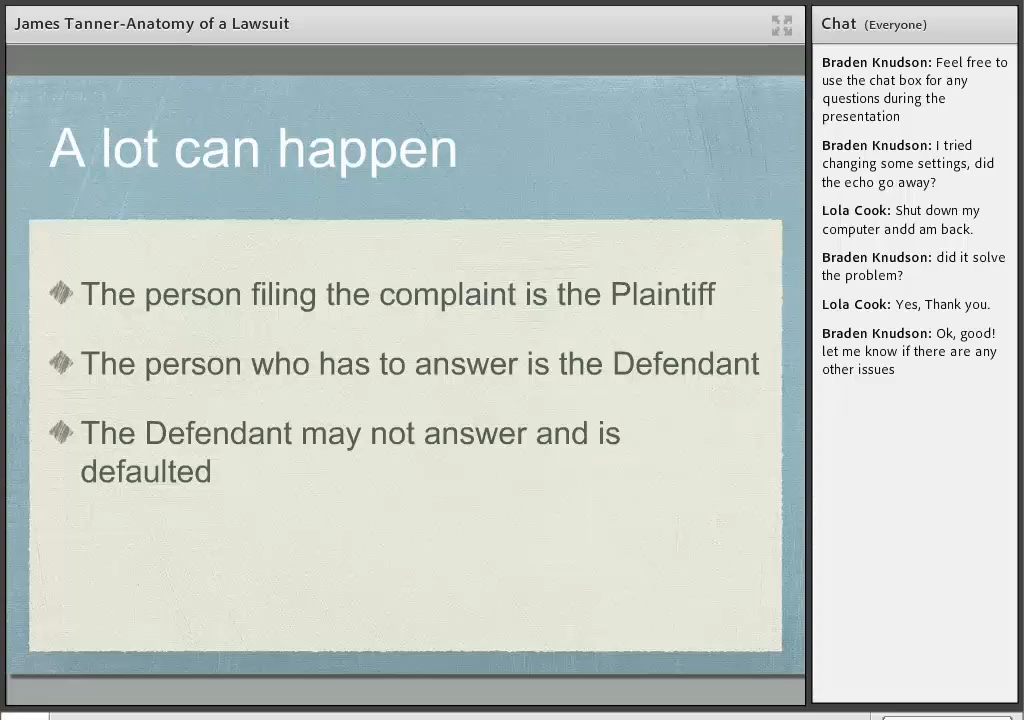 James Tanner-Anatomy of a Lawsuit
A lot can happen
The person filing the complaint is the Plaintiff
The person who has to answer is the Defendant
The Defendant may not answer and is
defaulted
Chat (Everyone)
Braden Knudson: Feel free to
use the chat box for any
questions during the
presentation
Braden Knudson: I tried
changing some settings, did
the echo go away?
Lola Cook: Shut down my
computer andd am back.
Braden Knudson: did it solve
the problem?
Lola Cook: Yes, Thank you.
Braden Knudson: Ok, good!
let me know if there are any
other issues